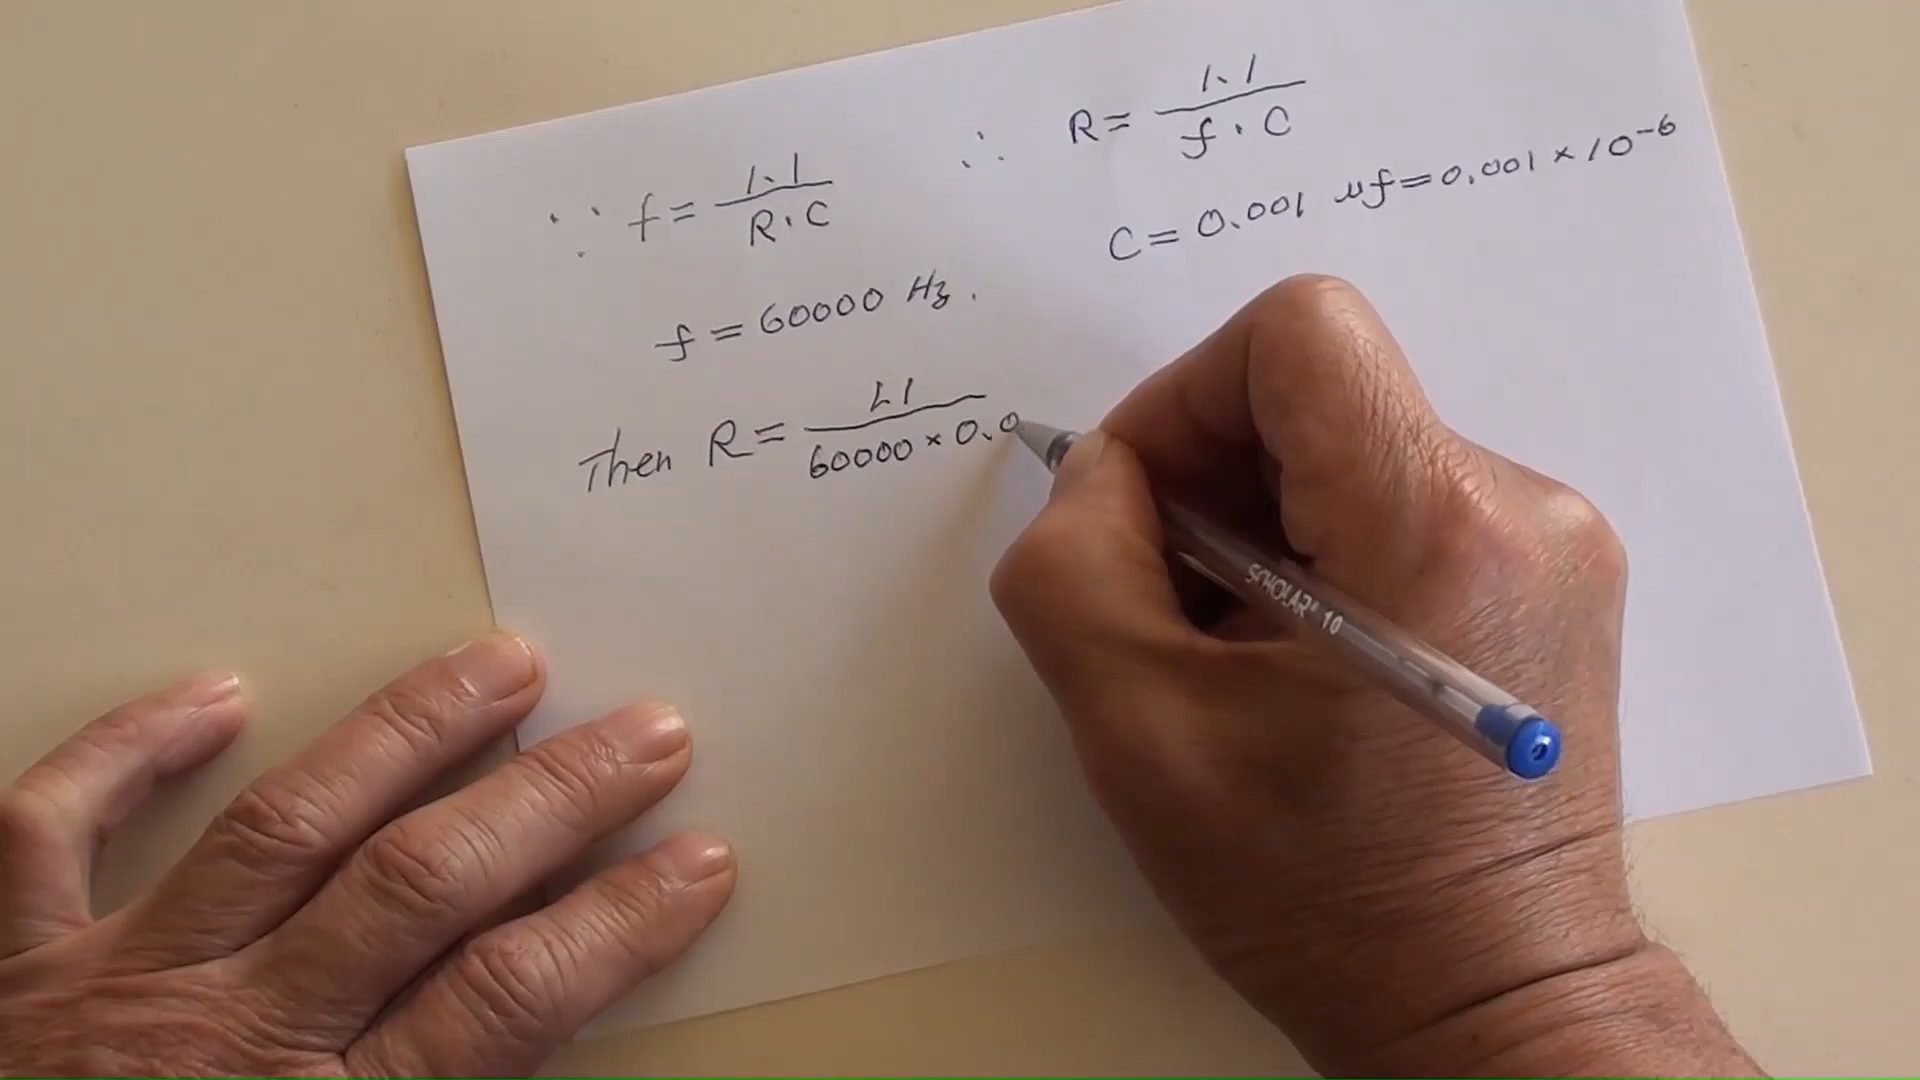 ∵ f = 1.1 / R.C
∴ R = 1.1 / f.C
C = 0.001 μf = 0.001 × 10⁻⁶
f = 60000 Hz.
Then R = 1.1 / 60000 × 0.0
SCHOLAR® 10